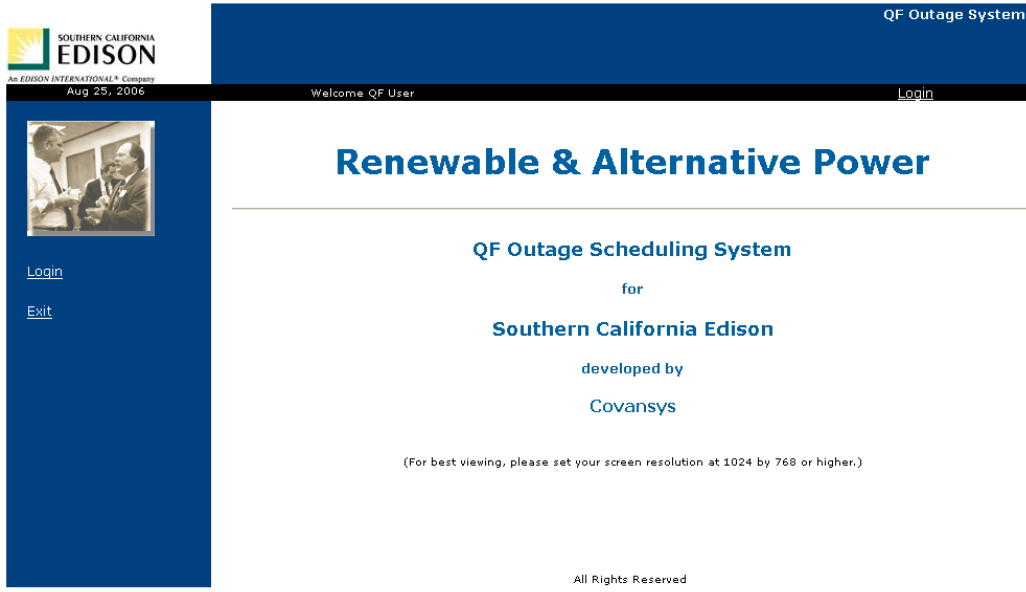 QF Outage System
SOUTHERN CALIFORNIA
EDISON
An EDISON INTERNATIONAL® Company
Aug 25, 2006
Welcome QF User
Login
Renewable & Alternative Power
Login
Exit
QF Outage Scheduling System
for
Southern California Edison
developed by
Covansys
(For best viewing, please set your screen resolution at 1024 by 768 or higher.)
All Rights Reserved